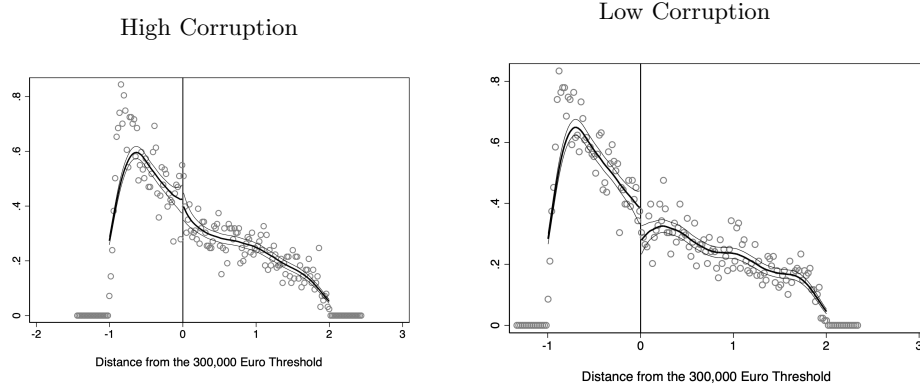 High Corruption
.8
.6
.4
.2
0
-2 -1 0 1 2 3
Distance from the 300,000 Euro Threshold
Low Corruption
.8
.6
.4
.2
0
-1 0 1 2 3
Distance from the 300,000 Euro Threshold